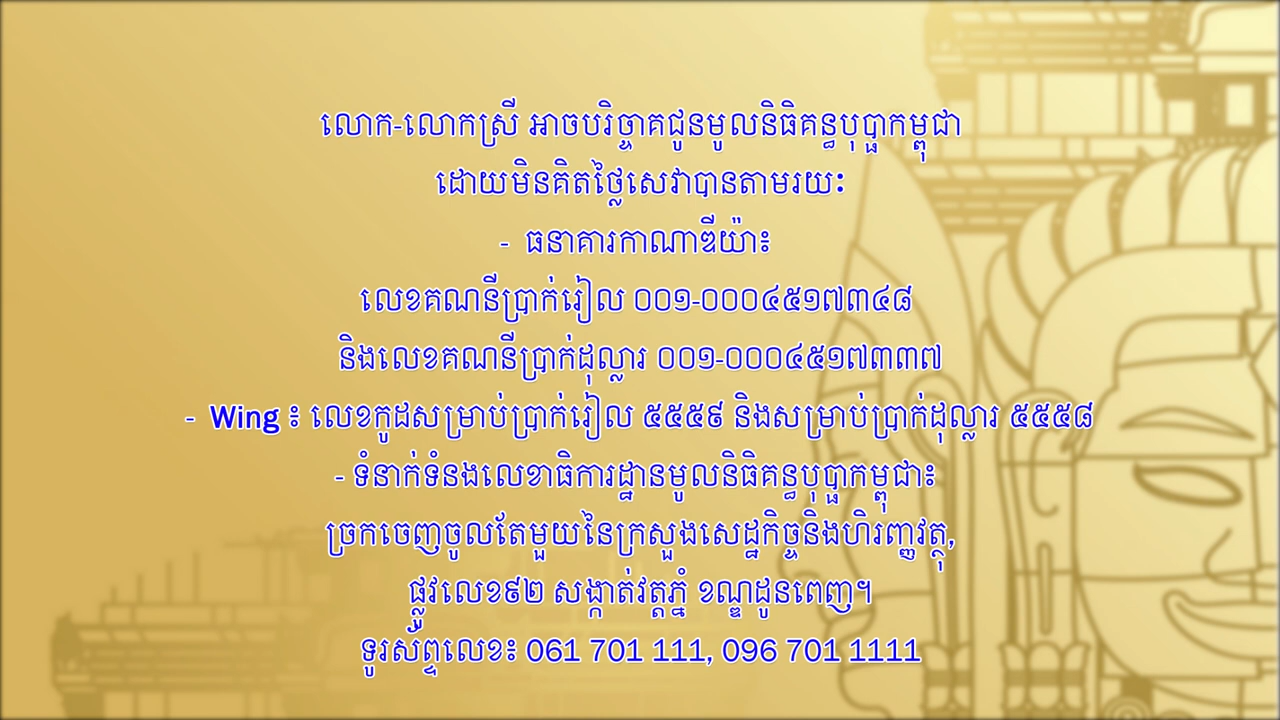 លោក-លោកស្រី អាចបរិច្ចាគជូនមូលនិធិគន្ធបុប្ផាកម្ពុជា
ដោយមិនគិតថ្លៃសេវាបានតាមរយៈ
- ធនាគារកាណាឌីយ៉ា៖
លេខគណនីប្រាក់រៀល ០០១-០០០៤៥១៧៣៤៨
និងលេខគណនីប្រាក់ដុល្លារ ០០១-០០០៤៥១៧៣៣៧
- Wing ៖ លេខកូដសម្រាប់ប្រាក់រៀល ៥៥៥៩ និងសម្រាប់ប្រាក់ដុល្លារ ៥៥៥៨
- ទំនាក់ទំនងលេខាធិការដ្ឋានមូលនិធិគន្ធបុប្ផាកម្ពុជា៖
ច្រកចេញចូលតែមួយនៃក្រសួងសេដ្ឋកិច្ចនិងហិរញ្ញវត្ថុ,
ផ្លូវលេខ៩២ សង្កាត់វត្តភ្នំ ខណ្ឌដូនពេញ។
ទូរស័ព្ទលេខ៖ 061 701 111, 096 701 1111